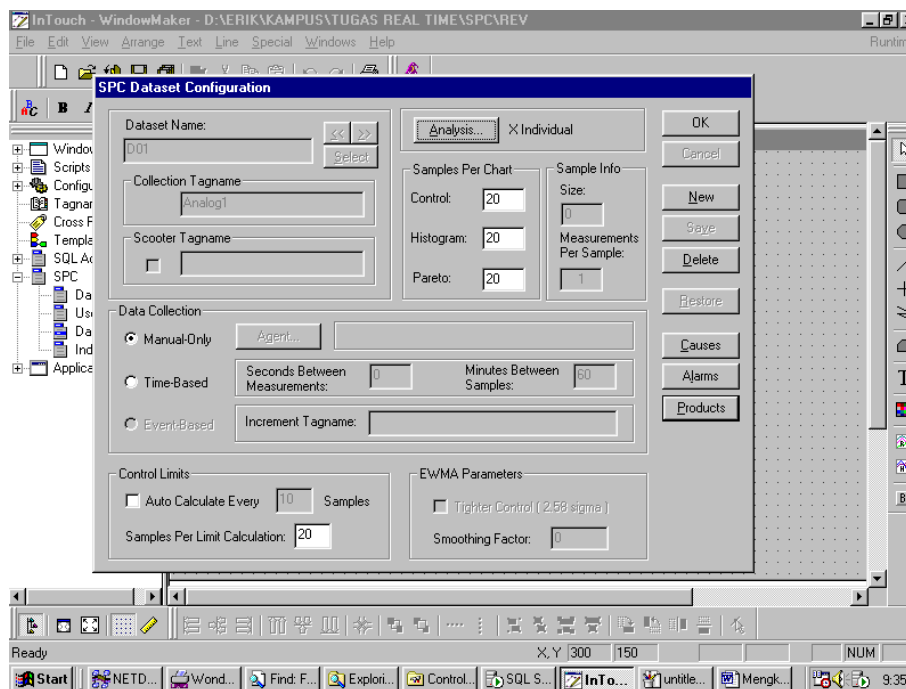 InTouch - WindowMaker - D:\ERIK\KAMPUS\TUGAS REAL TIME\SPC\REV
File Edit View Arrange Text Line Special Windows Help
Runtim
SPC Dataset Configuration
B
Windov
Scripts
Configu
Tagnar
Cross F
Templa
SQL Ac
SPC
Da
Use
Da
Ind
Applica
Dataset Name:
D01
<< >>
Select
Collection Tagname
Analog1
Scooter Tagname
Analysis... X Individual
Samples Per Chart
Control: 20
Histogram: 20
Pareto: 20
Sample Info
Size:
0
Measurements
Per Sample:
1
OK
Cancel
New
Save
Delete
Restore
Causes
Alarms
Products
Data Collection
Manual-Only Agent...
Time-Based
Seconds Between
Measurements: 0
Minutes Between
Samples: 60
Event-Based Increment Tagname:
Control Limits
Auto Calculate Every 10 Samples
Samples Per Limit Calculation: 20
EWMA Parameters
Tighter Control ( 2.58 sigma )
Smoothing Factor: 0
Ready
X, Y 300 150
NUM
Start NETD... Wond... Find: F... Explori... Control... SQL S... InTo... untitle... Mengk... 9:35